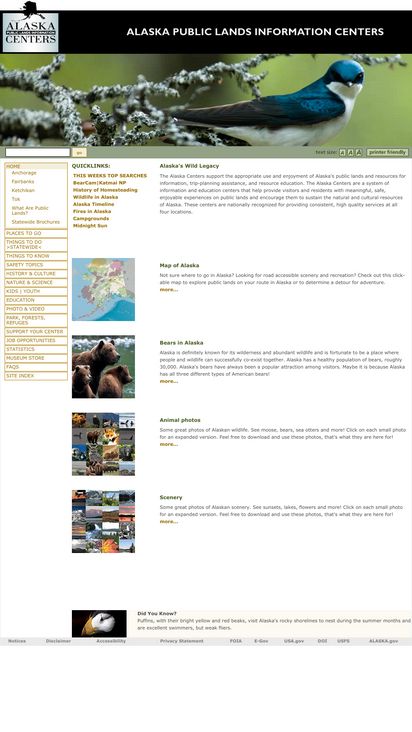 ALASKA
PUBLIC LANDS INFORMATION
CENTERS
ALASKA PUBLIC LANDS INFORMATION CENTERS
go
text size: A A A printer friendly
HOME
Anchorage
Fairbanks
Ketchikan
Tok
What Are Public
Lands?
Statewide Brochures
PLACES TO GO
THINGS TO DO
>STATEWIDE<
THINGS TO KNOW
SAFETY TOPICS
HISTORY & CULTURE
NATURE & SCIENCE
KIDS | YOUTH
EDUCATION
PHOTO & VIDEO
PARK, FORESTS,
REFUGES
SUPPORT YOUR CENTER
JOB OPPORTUNITIES
STATISTICS
MUSEUM STORE
FAQS
SITE INDEX
QUICKLINKS:
THIS WEEKS TOP SEARCHES
BearCam|Katmai NP
History of Homesteading
Wildlife in Alaska
Alaska Timeline
Fires in Alaska
Campgrounds
Midnight Sun
Alaska's Wild Legacy
The Alaska Centers support the appropriate use and enjoyment of Alaska's public lands and resources for
information, trip-planning assistance, and resource education. The Alaska Centers are a system of
information and education centers that help provide visitors and residents with meaningful, safe,
enjoyable experiences on public lands and encourage them to sustain the natural and cultural resources
of Alaska. These centers are nationally recognized for providing consistent, high quality services at all
four locations.
Map of Alaska
Not sure where to go in Alaska? Looking for road accessible scenery and recreation? Check out this click-
able map to explore public lands on your route in Alaska or to determine a detour for adventure.
more...
Bears in Alaska
Alaska is definitely known for its wilderness and abundant wildlife and is fortunate to be a place where
people and wildlife can successfully co-exist together. Alaska has a healthy population of bears, roughly
30,000. Alaska's bears have always been a popular attraction among visitors. Maybe it is because Alaska
has all three different types of American bears!
more...
Animal photos
Some great photos of Alaskan wildlife. See moose, bears, sea otters and more! Click on each small photo
for an expanded version. Feel free to download and use these photos, that's what they are here for!
more...
Scenery
Some great photos of Alaskan scenery. See sunsets, lakes, flowers and more! Click on each small photo
for an expanded version. Feel free to download and use these photos, that's what they are here for!
more...
Did You Know?
Puffins, with their bright yellow and red beaks, visit Alaska's rocky shorelines to nest during the summer months and
are excellent swimmers, but weak fliers.
Notices Disclaimer Accessibility Privacy Statement FOIA E-Gov USA.gov DOI USPS ALASKA.gov